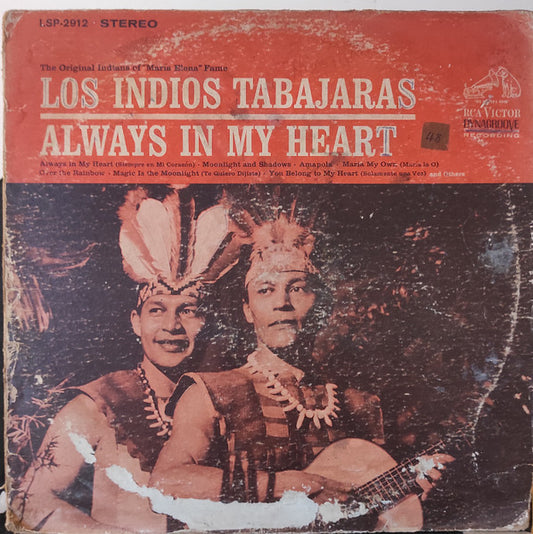 LSP-2912 · STEREO
The Original Indians of "Maria Elena" Fame
LOS INDIOS TABAJARAS
ALWAYS IN MY HEART
48
RCA VICTOR
DYNAGROOVE
RECORDING
Always in My Heart (Siempre en Mi Corazón) · Moonlight and Shadows · Amapola · Maria My Own (Maria la O)
Over the Rainbow · Magic Is the Moonlight (Te Quiero Dijiste) · You Belong to My Heart (Solamente una Vez) and Others